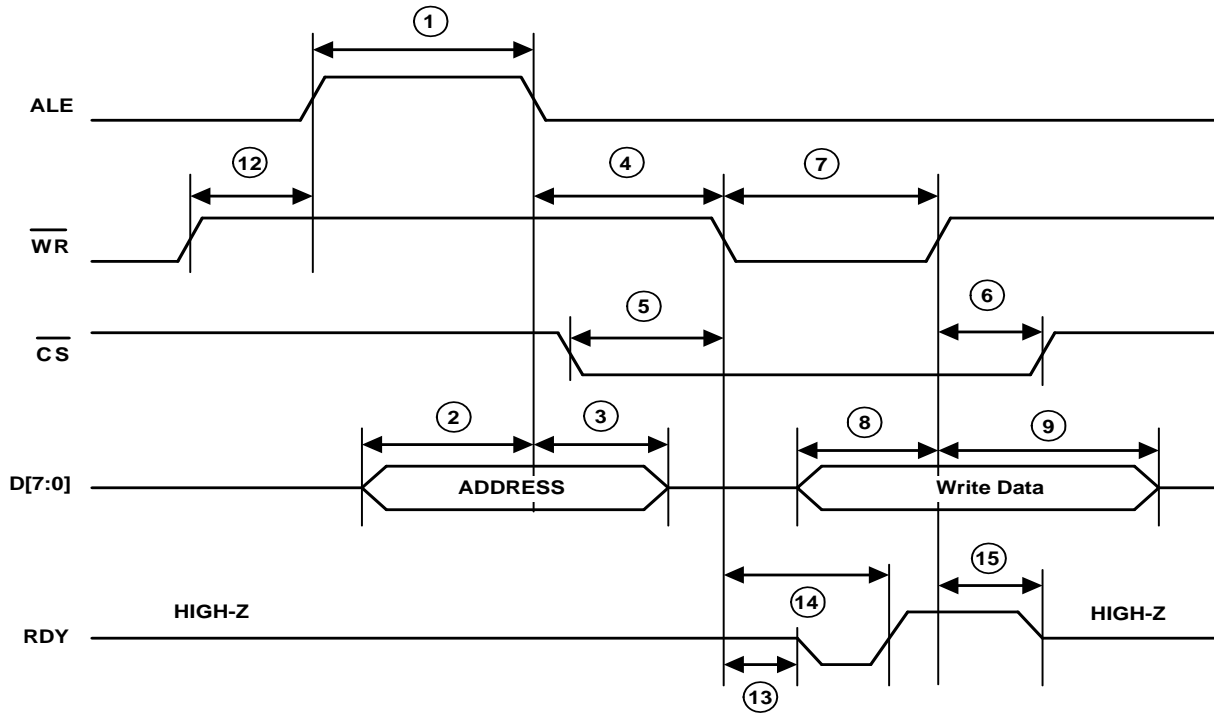 1
ALE
12
4
7
WR
5
6
CS
2
3
8
9
D[7:0]
ADDRESS
Write Data
15
14
HIGH-Z
HIGH-Z
RDY
13